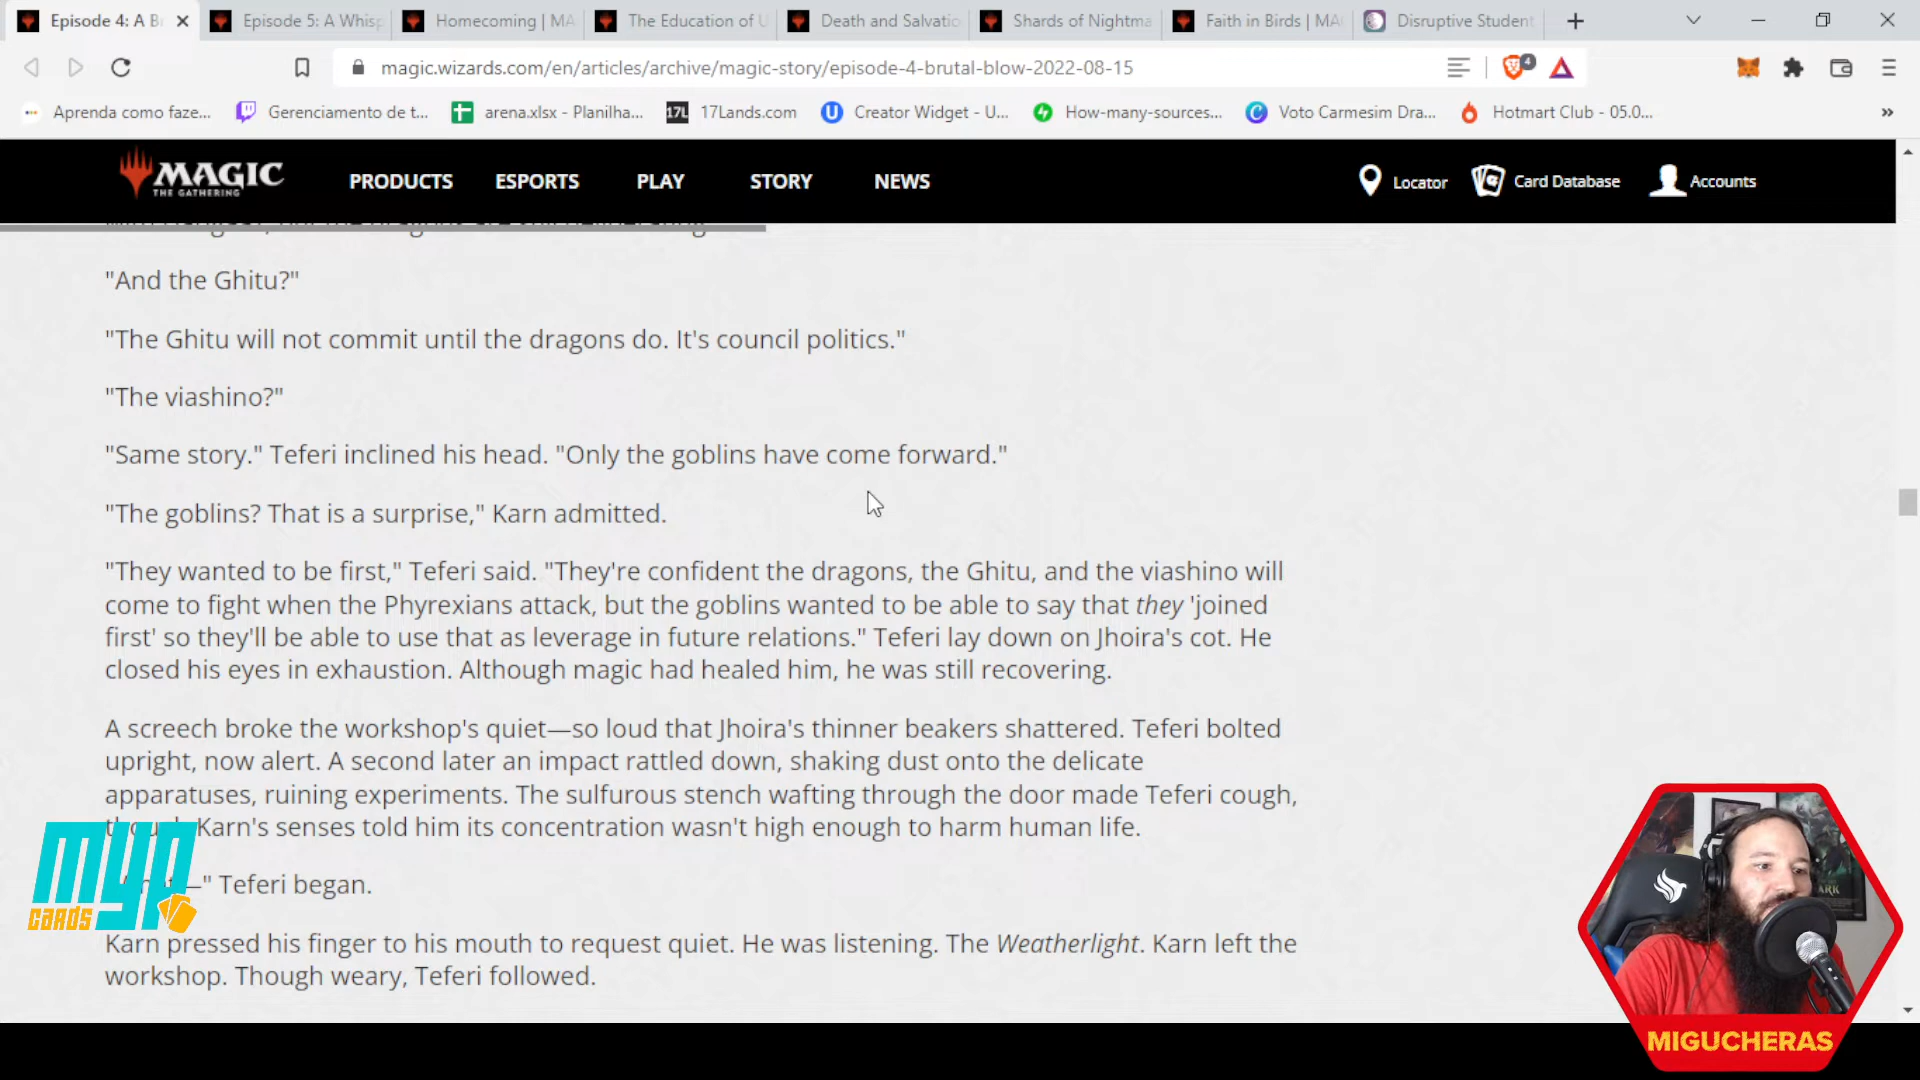 Episode 4: A Br
Episode 5: A Whisp
Homecoming | MA
The Education of U
Death and Salvatio
Shards of Nightma
Faith in Birds | MA
Disruptive Student
magic.wizards.com/en/articles/archive/magic-story/episode-4-brutal-blow-2022-08-15
4
Aprenda como faze...
Gerenciamento de t...
arena.xlsx - Planilha...
17L
17Lands.com
Creator Widget - U...
How-many-sources...
Voto Carmesim Dra...
Hotmart Club - 05.0...
»
MAGIC
THE GATHERING
PRODUCTS
ESPORTS
PLAY
STORY
NEWS
Locator
Card Database
Accounts
"And the Ghitu?"
"The Ghitu will not commit until the dragons do. It's council politics."
"The viashino?"
"Same story." Teferi inclined his head. "Only the goblins have come forward."
"The goblins? That is a surprise," Karn admitted.
"They wanted to be first," Teferi said. "They're confident the dragons, the Ghitu, and the viashino will
come to fight when the Phyrexians attack, but the goblins wanted to be able to say that they 'joined
first' so they'll be able to use that as leverage in future relations." Teferi lay down on Jhoira's cot. He
closed his eyes in exhaustion. Although magic had healed him, he was still recovering.
A screech broke the workshop's quiet—so loud that Jhoira's thinner beakers shattered. Teferi bolted
upright, now alert. A second later an impact rattled down, shaking dust onto the delicate
apparatuses, ruining experiments. The sulfurous stench wafting through the door made Teferi cough,
Karn's senses told him its concentration wasn't high enough to harm human life.
—" Teferi began.
Karn pressed his finger to his mouth to request quiet. He was listening. The Weatherlight. Karn left the
workshop. Though weary, Teferi followed.
myp
cards
MIGUCHERAS